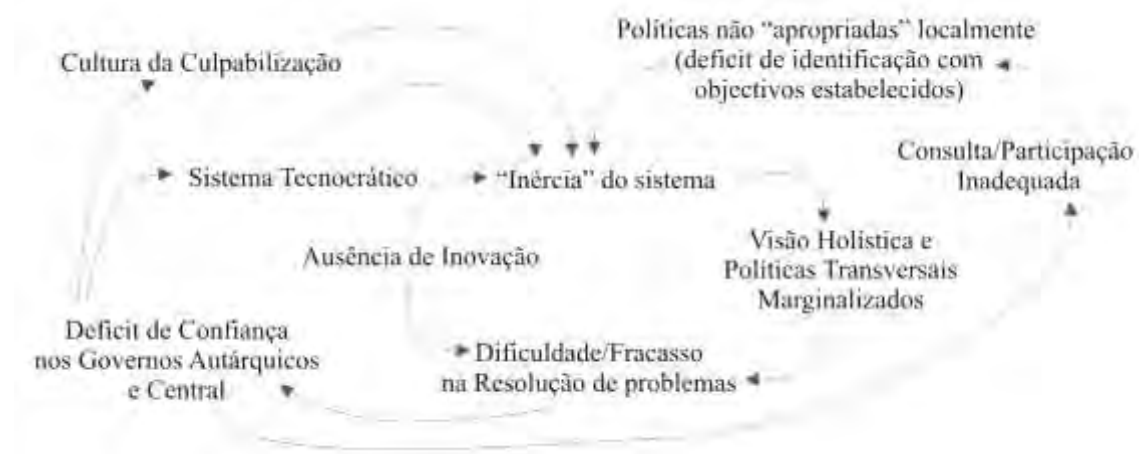 Políticas não “apropriadas” localmente
(deficit de identificação com
objectivos estabelecidos)
Cultura da Culpabilização
Consulta/Participação
Inadequada
Sistema Tecnocrático
“Inércia” do sistema
Visão Holística e
Políticas Transversais
Marginalizados
Ausência de Inovação
Deficit de Confiança
nos Governos Autárquicos
e Central
Dificuldade/Fracasso
na Resolução de problemas